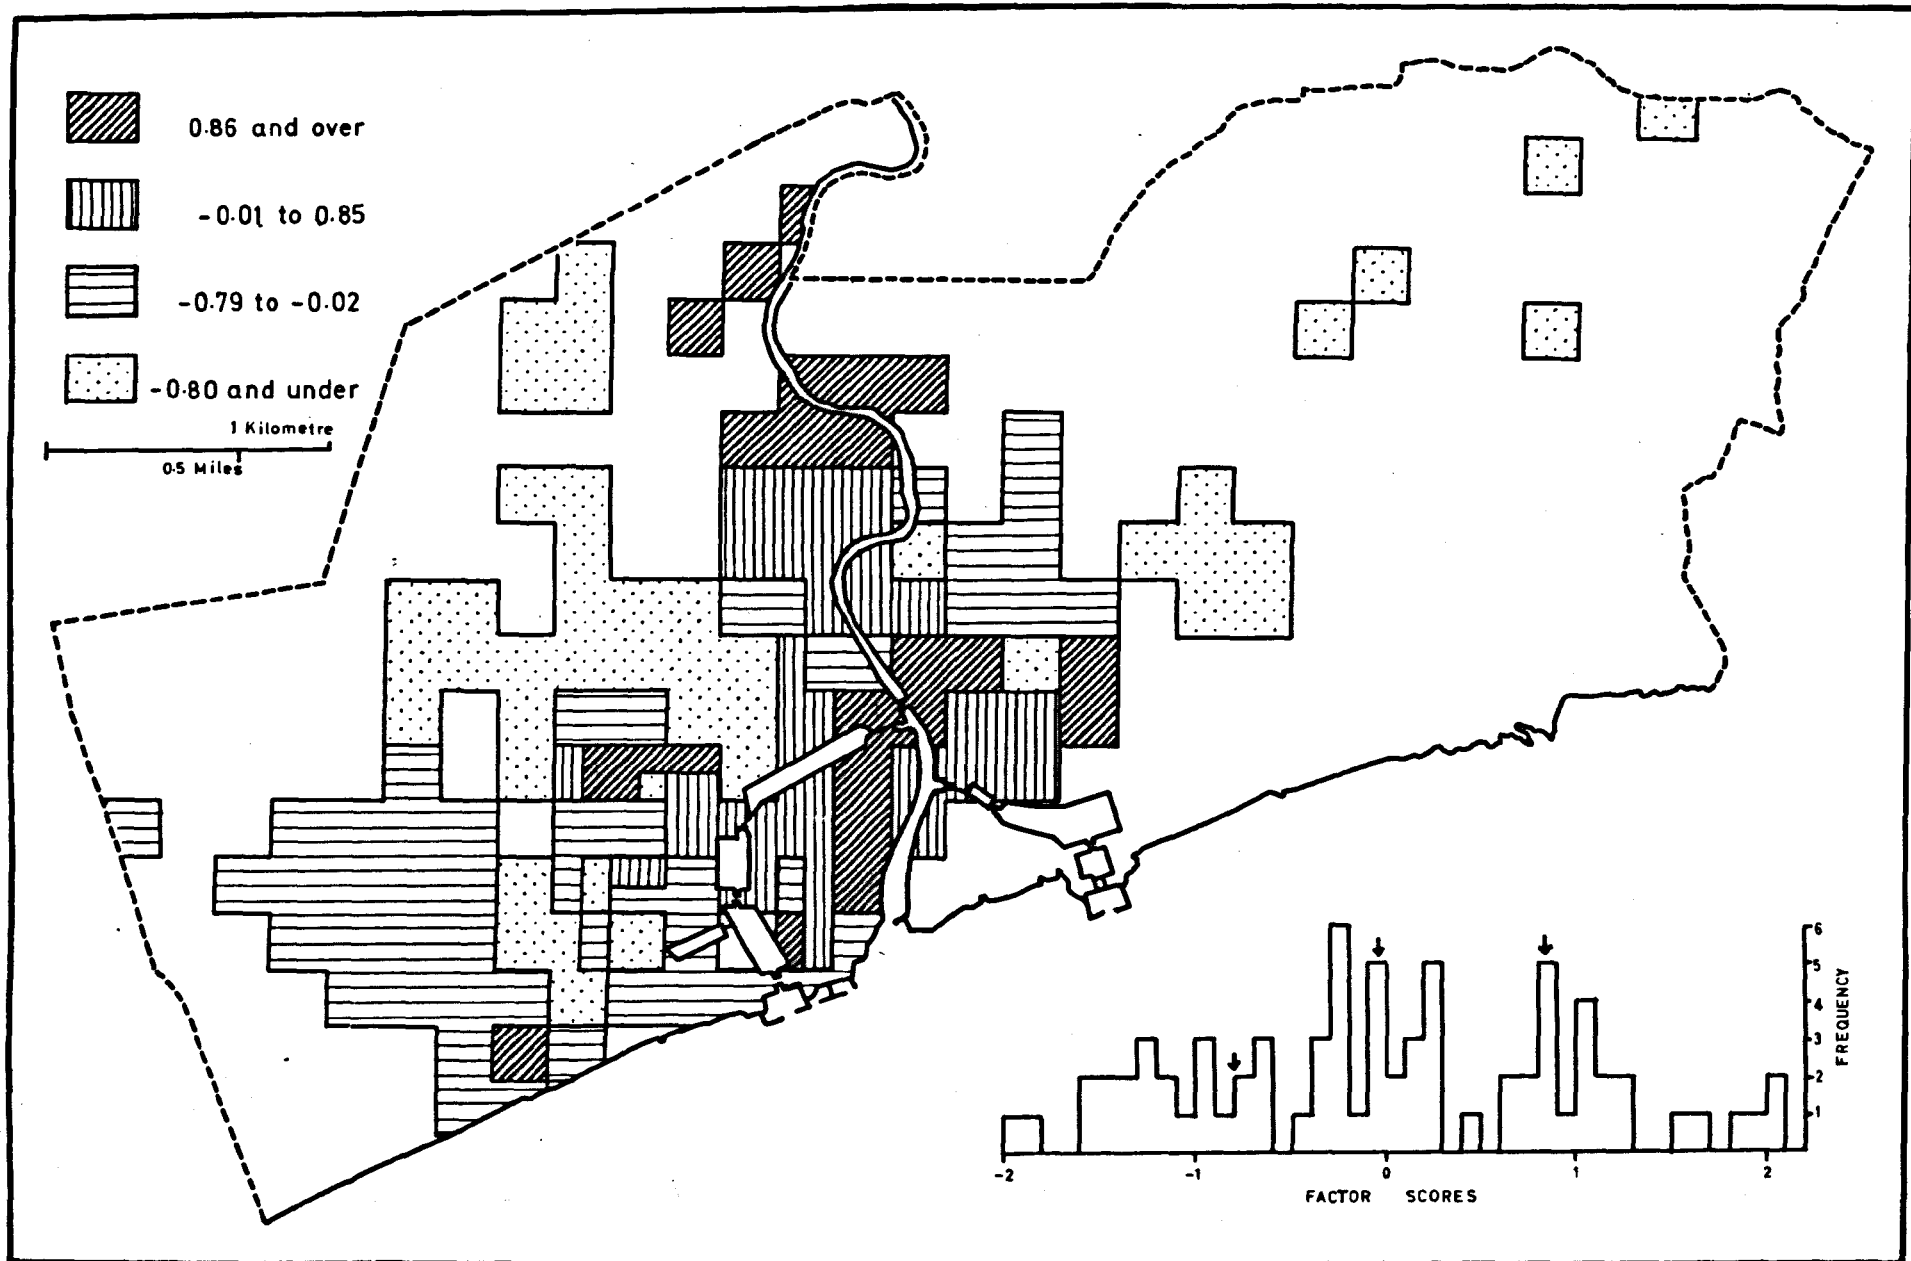 0.86 and over
-0.01 to 0.85
-0.79 to -0.02
-0.80 and under
1 Kilometre
0.5 Miles
6
5
4
3
2
1
FREQUENCY
-2 -1 0 1 2
FACTOR SCORES